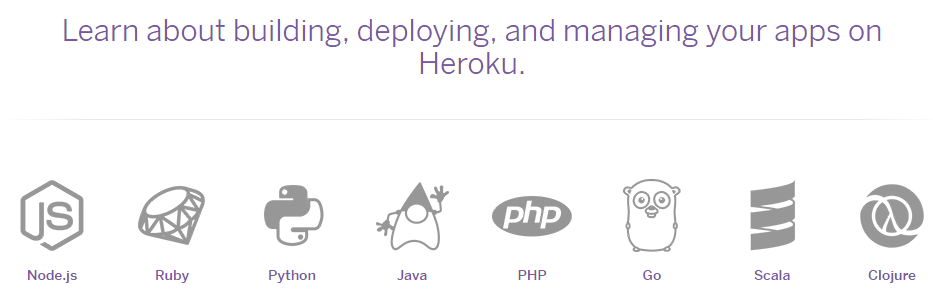 Learn about building, deploying, and managing your apps on
Heroku.
JS
php
Node.js
Ruby
Python
Java
PHP
Go
Scala
Clojure